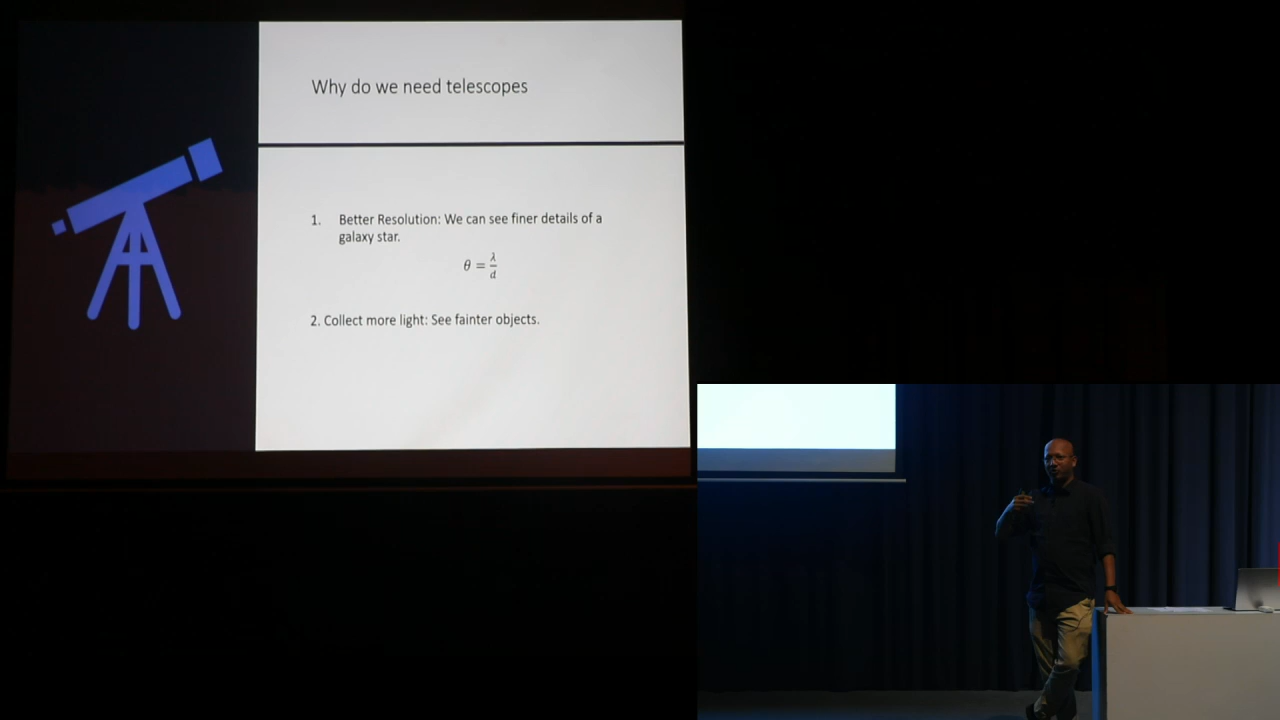 Why do we need telescopes
1. Better Resolution: We can see finer details of a
galaxy star.
θ = λ/d
2. Collect more light: See fainter objects.